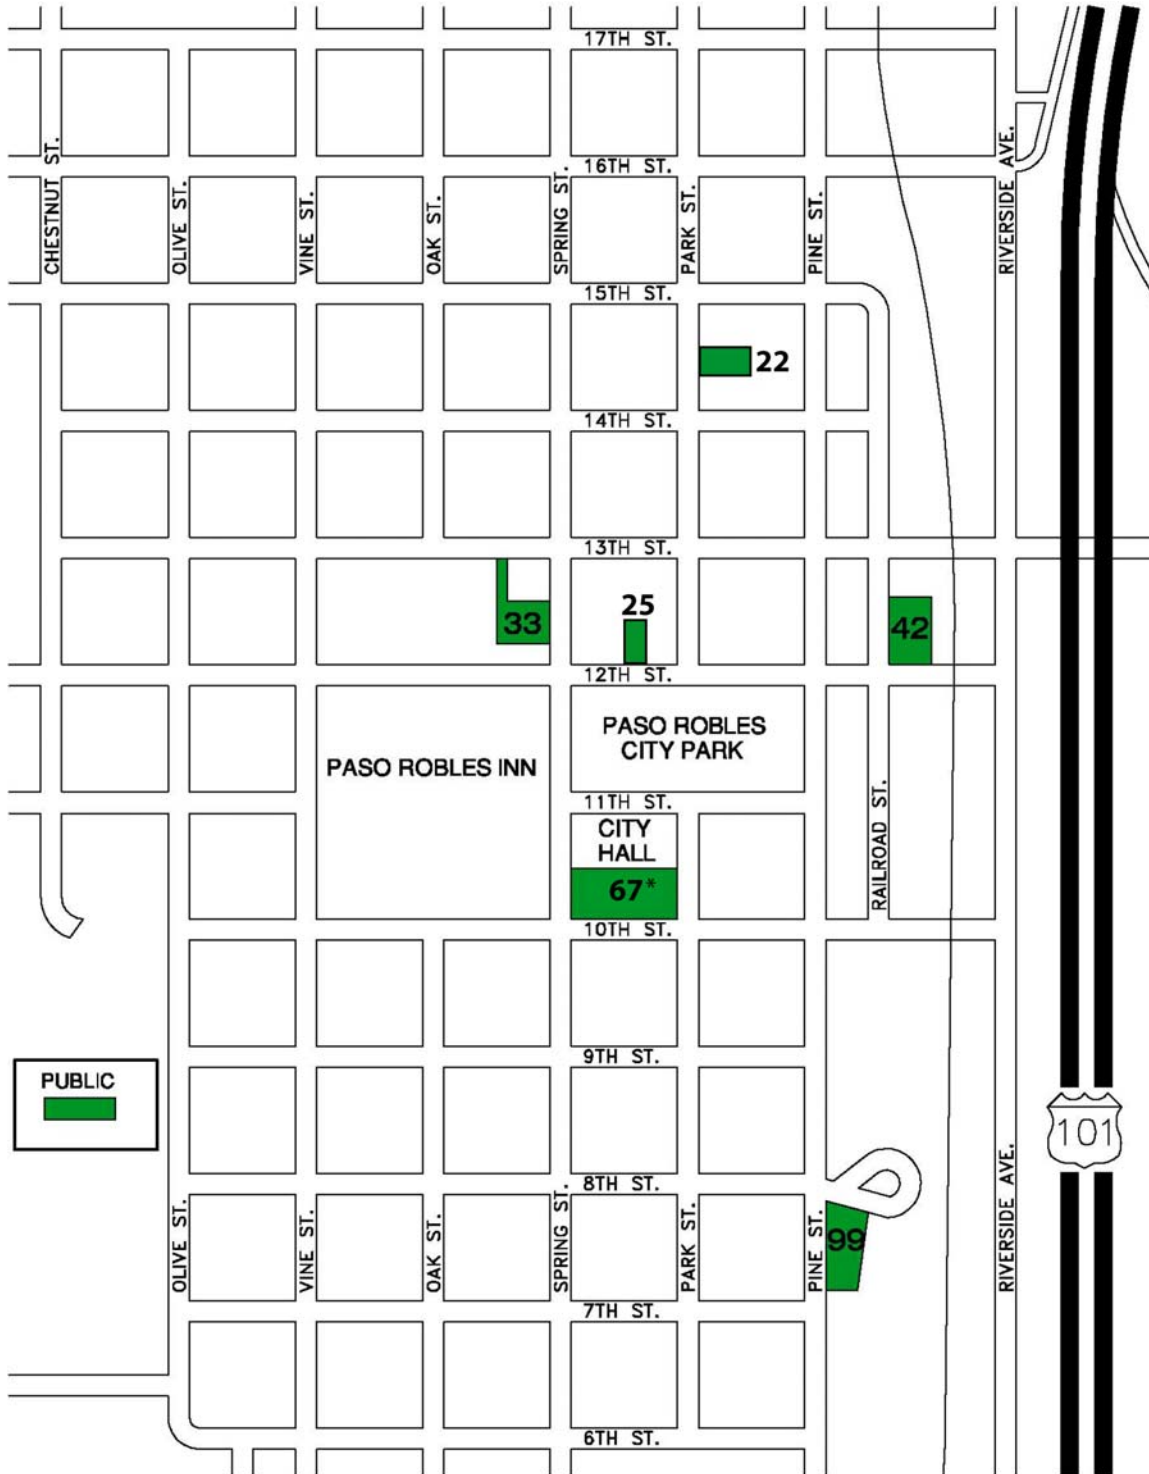 17TH ST.
16TH ST.
CHESTNUT ST.
OLIVE ST.
VINE ST.
OAK ST.
SPRING ST.
PARK ST.
PINE ST.
RIVERSIDE AVE.
15TH ST.
22
14TH ST.
13TH ST.
33
25
42
12TH ST.
PASO ROBLES INN
PASO ROBLES
CITY PARK
11TH ST.
CITY
HALL
67*
RAILROAD ST.
10TH ST.
9TH ST.
PUBLIC
101
8TH ST.
OLIVE ST.
VINE ST.
OAK ST.
SPRING ST.
PARK ST.
PINE ST.
99
RIVERSIDE AVE.
7TH ST.
6TH ST.